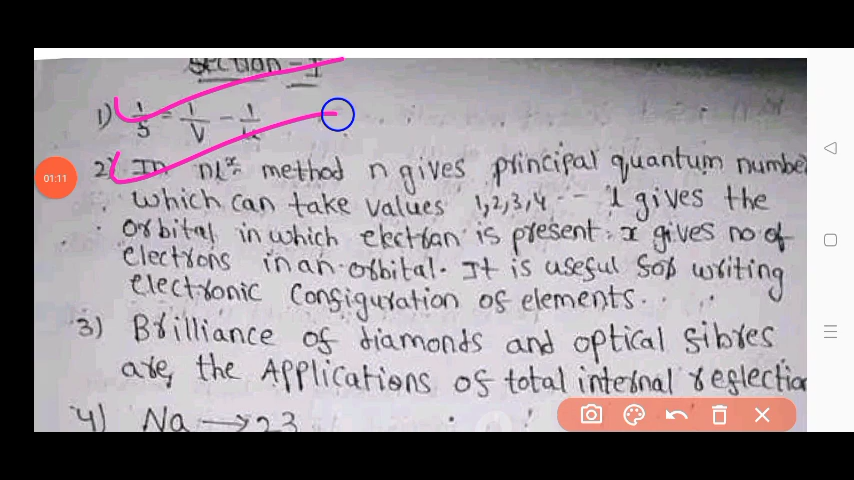 Section - I
1) 1/5 = 1/V - 1/u
2) In nlˣ method n gives principal quantum number
01:11
which can take values 1,2,3,4 -- l gives the
orbital in which electron is present. x gives no of
electrons in an orbital. It is useful for writing
electronic configuration of elements.
3) Brilliance of diamonds and optical fibres
are, the Applications of total internal reflection
4) Na → 23